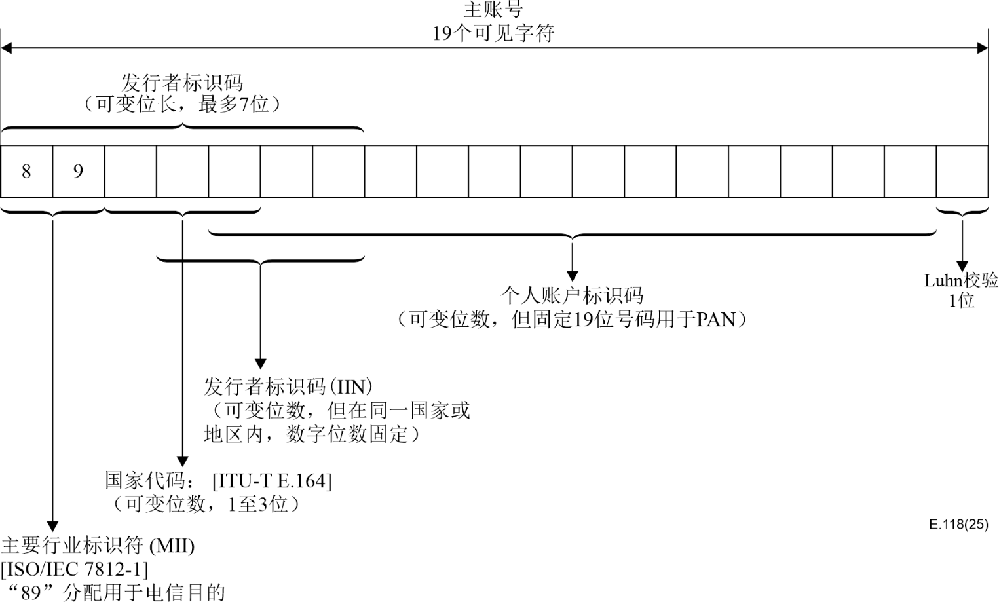 主账号
19个可见字符
发行者标识码
（可变位长，最多7位）
8 9
Luhn校验
1位
个人账户标识码
（可变位数，但固定19位号码用于PAN）
发行者标识码(IIN)
（可变位数，但在同一国家或
地区内，数字位数固定）
国家代码： [ITU-T E.164]
（可变位数，1至3位）
E.118(25)
主要行业标识符 (MII)
[ISO/IEC 7812-1]
“89”分配用于电信目的